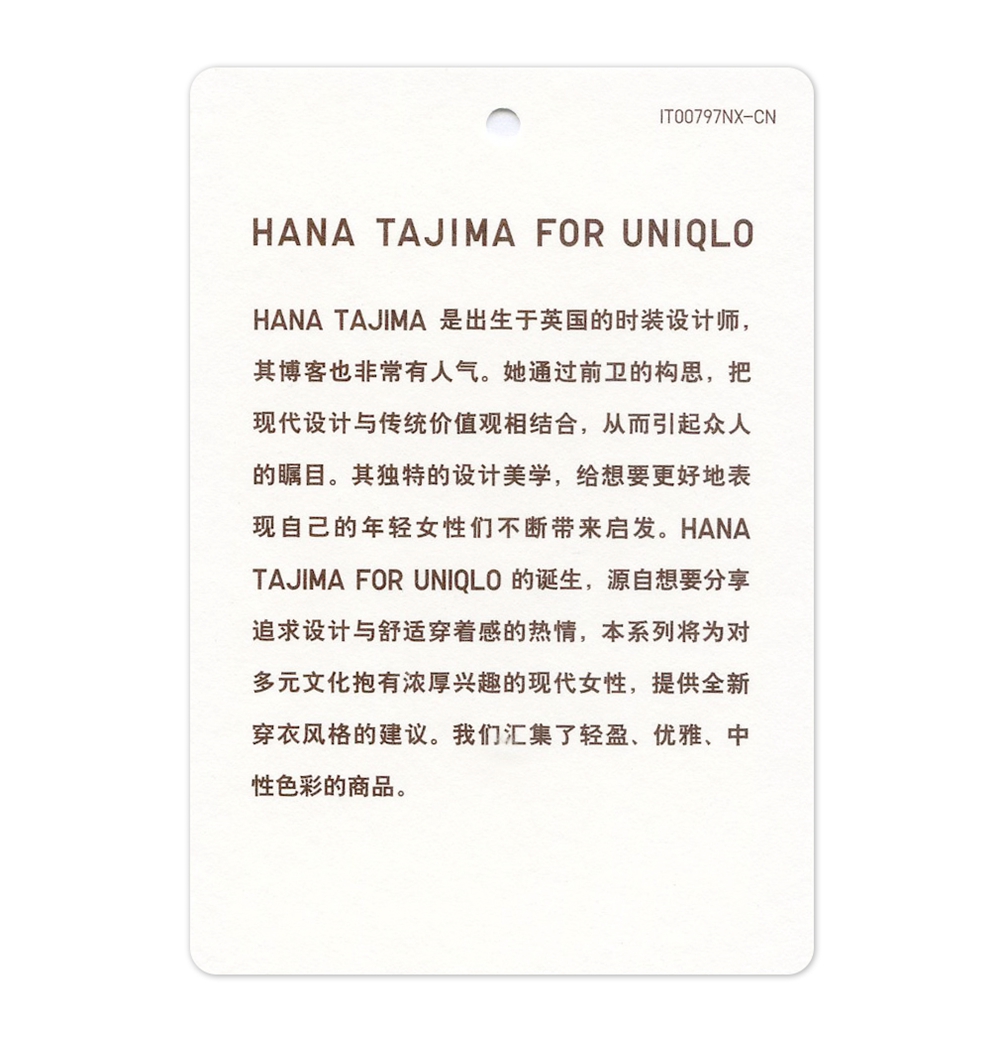 IT00797NX-CN
HANA TAJIMA FOR UNIQLO
HANA TAJIMA 是出生于英国的时装设计师，
其博客也非常有人气。她通过前卫的构思，把
现代设计与传统价值观相结合，从而引起众人
的瞩目。其独特的设计美学，给想要更好地表
现自己的年轻女性们不断带来启发。HANA
TAJIMA FOR UNIQLO 的诞生，源自想要分享
追求设计与舒适穿着感的热情，本系列将为对
多元文化抱有浓厚兴趣的现代女性，提供全新
穿衣风格的建议。我们汇集了轻盈、优雅、中
性色彩的商品。